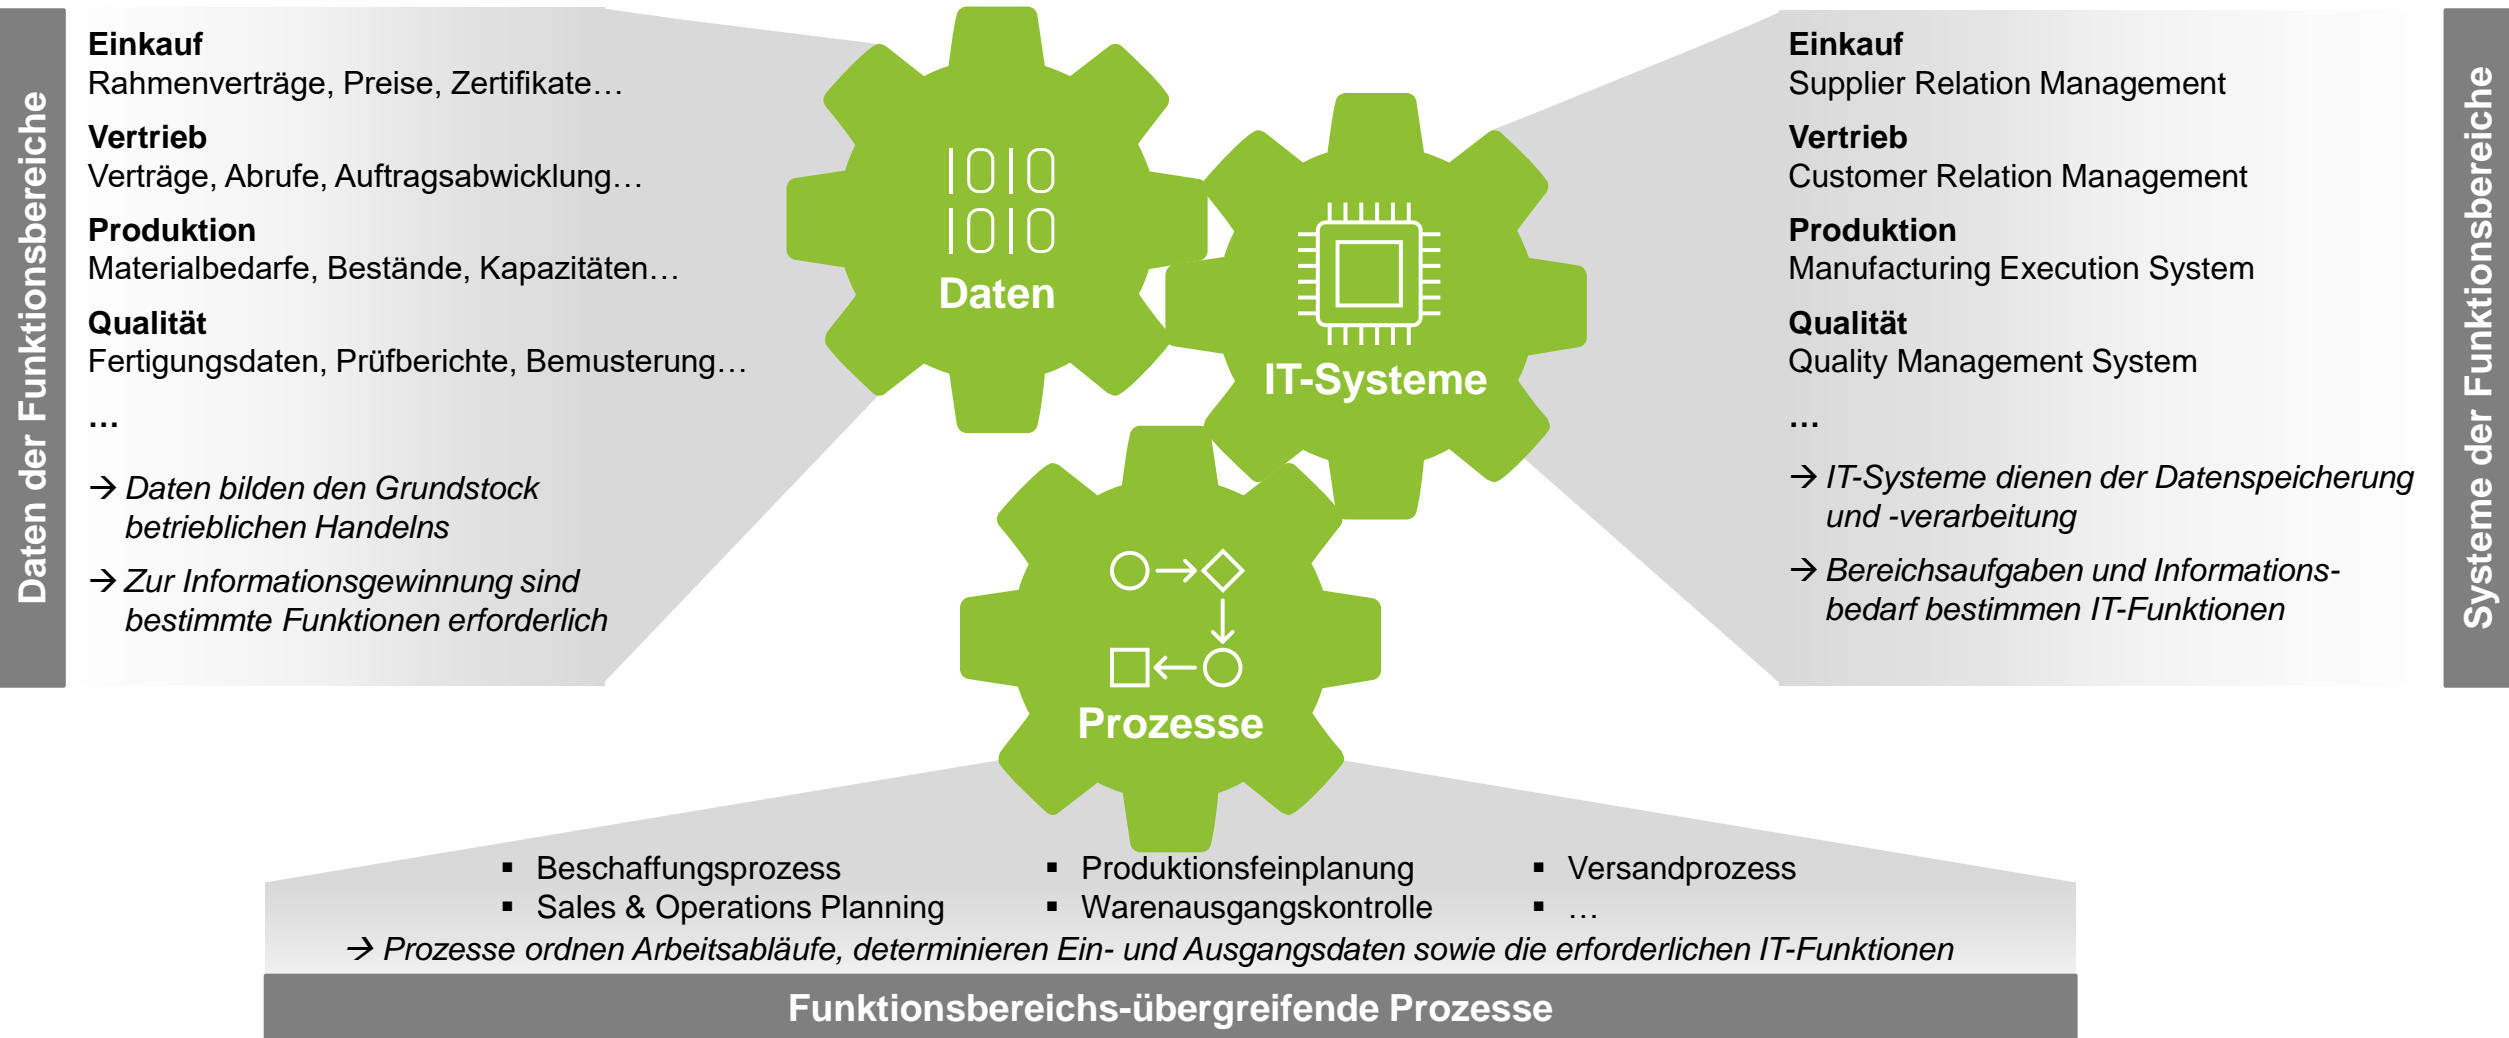 Daten der Funktionsbereiche
Einkauf
Rahmenverträge, Preise, Zertifikate…
Vertrieb
Verträge, Abrufe, Auftragsabwicklung…
Produktion
Materialbedarfe, Bestände, Kapazitäten…
Qualität
Fertigungsdaten, Prüfberichte, Bemusterung…
…
→ Daten bilden den Grundstock
betrieblichen Handelns
→ Zur Informationsgewinnung sind
bestimmte Funktionen erforderlich
|0|0
|0|0
Daten
IT-Systeme
Prozesse
Einkauf
Supplier Relation Management
Vertrieb
Customer Relation Management
Produktion
Manufacturing Execution System
Qualität
Quality Management System
…
→ IT-Systeme dienen der Datenspeicherung
und -verarbeitung
→ Bereichsaufgaben und Informations-
bedarf bestimmen IT-Funktionen
Systeme der Funktionsbereiche
▪ Beschaffungsprozess ▪ Produktionsfeinplanung ▪ Versandprozess
▪ Sales & Operations Planning ▪ Warenausgangskontrolle ▪ …
→ Prozesse ordnen Arbeitsabläufe, determinieren Ein- und Ausgangsdaten sowie die erforderlichen IT-Funktionen
Funktionsbereichs-übergreifende Prozesse